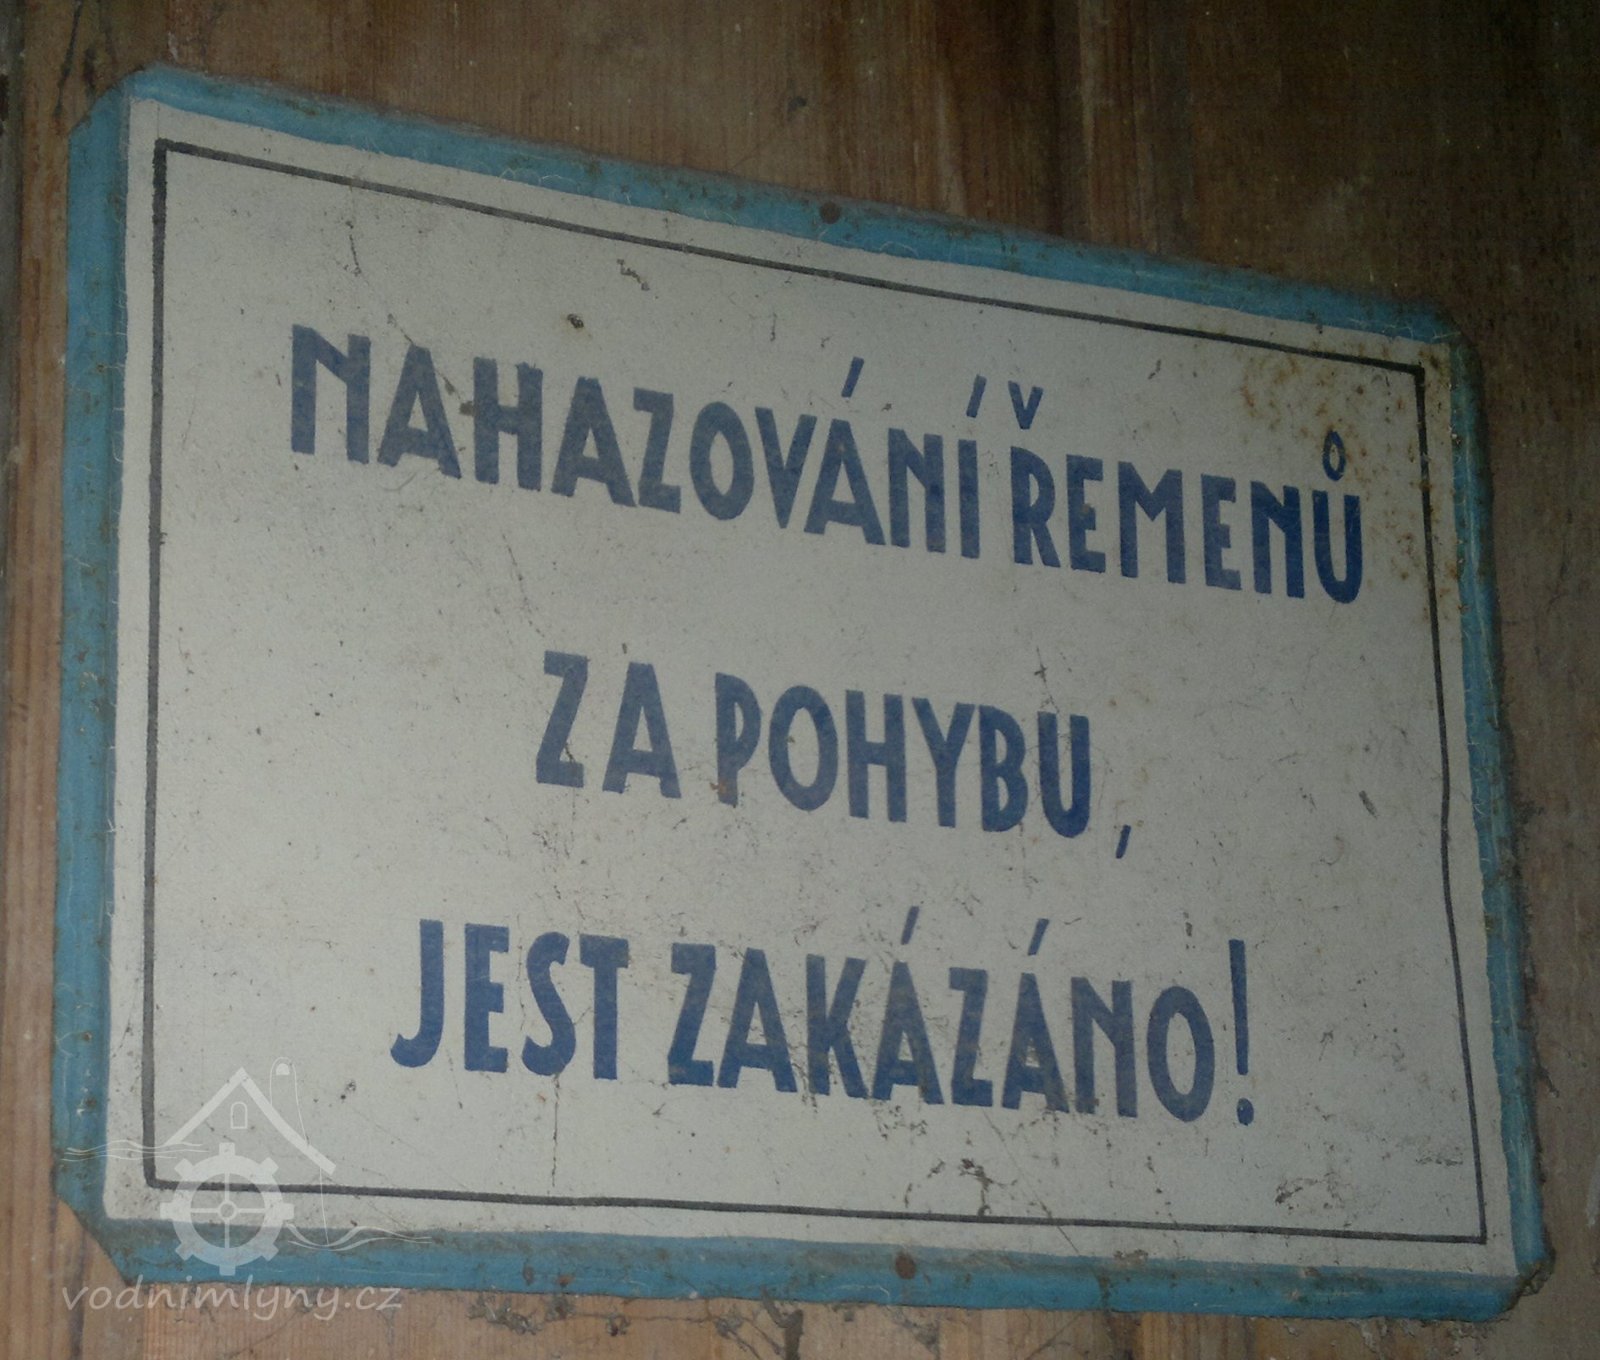 NAHAZOVÁNÍ ŘEMENŮ
ZA POHYBU,
JEST ZAKÁZÁNO!
vodnimlyny.cz